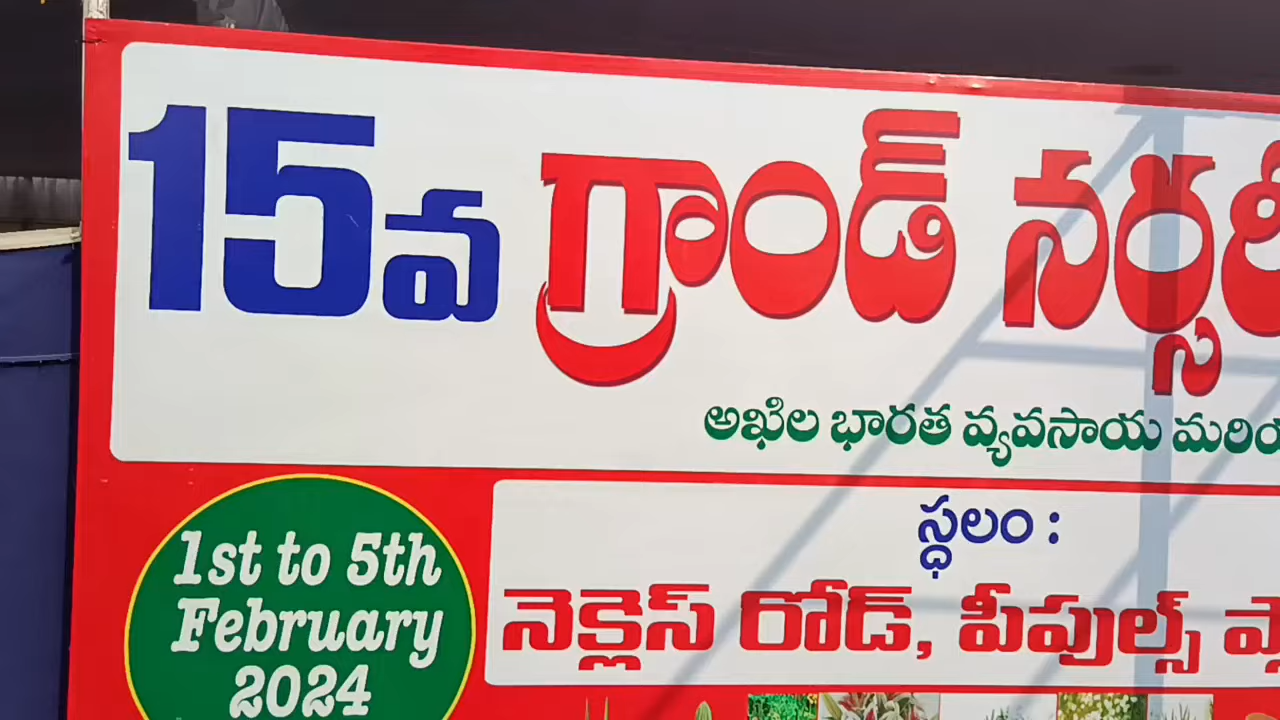 15వ గ్రాండ్ నర్సరీ
అఖిల భారత వ్యవసాయ మరియు
స్థలం :
నెక్లెస్ రోడ్, పీపుల్స్
1st to 5th
February
2024